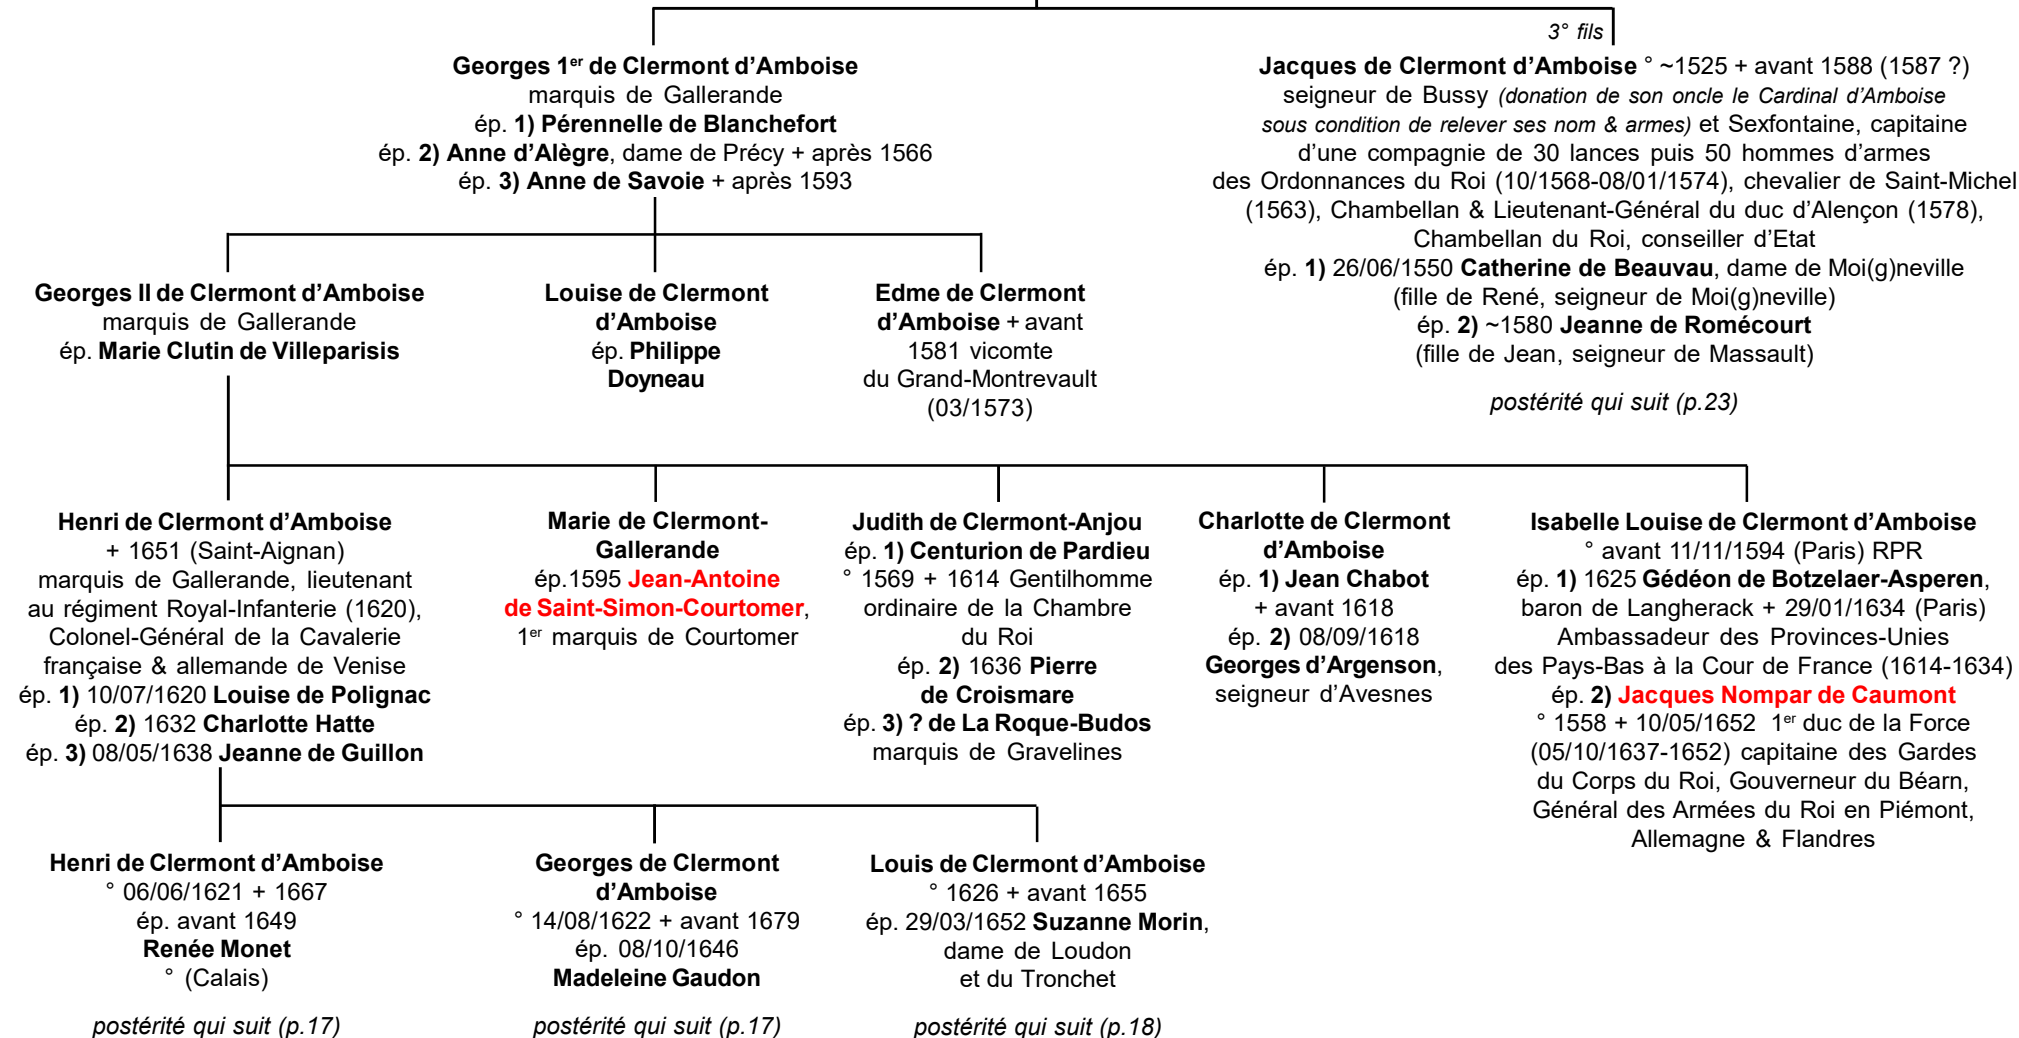 3° fils
Georges 1er de Clermont d’Amboise
marquis de Gallerande
ép. 1) Pérennelle de Blanchefort
ép. 2) Anne d’Alègre, dame de Précy + après 1566
ép. 3) Anne de Savoie + après 1593
Jacques de Clermont d’Amboise ° ~1525 + avant 1588 (1587 ?)
seigneur de Bussy (donation de son oncle le Cardinal d’Amboise
sous condition de relever ses nom & armes) et Sexfontaine, capitaine
d’une compagnie de 30 lances puis 50 hommes d’armes
des Ordonnances du Roi (10/1568-08/01/1574), chevalier de Saint-Michel
(1563), Chambellan & Lieutenant-Général du duc d’Alençon (1578),
Chambellan du Roi, conseiller d’Etat
ép. 1) 26/06/1550 Catherine de Beauvau, dame de Moi(g)neville
(fille de René, seigneur de Moi(g)neville)
ép. 2) ~1580 Jeanne de Romécourt
(fille de Jean, seigneur de Massault)
postérité qui suit (p.23)
Georges II de Clermont d’Amboise
marquis de Gallerande
ép. Marie Clutin de Villeparisis
Louise de Clermont
d’Amboise
ép. Philippe
Doyneau
Edme de Clermont
d’Amboise + avant
1581 vicomte
du Grand-Montrevault
(03/1573)
Henri de Clermont d’Amboise
+ 1651 (Saint-Aignan)
marquis de Gallerande, lieutenant
au régiment Royal-Infanterie (1620),
Colonel-Général de la Cavalerie
française & allemande de Venise
ép. 1) 10/07/1620 Louise de Polignac
ép. 2) 1632 Charlotte Hatte
ép. 3) 08/05/1638 Jeanne de Guillon
Marie de Clermont-
Gallerande
ép.1595 Jean-Antoine
de Saint-Simon-Courtomer,
1er marquis de Courtomer
Judith de Clermont-Anjou
ép. 1) Centurion de Pardieu
° 1569 + 1614 Gentilhomme
ordinaire de la Chambre
du Roi
ép. 2) 1636 Pierre
de Croismare
ép. 3) ? de La Roque-Budos
marquis de Gravelines
Charlotte de Clermont
d’Amboise
ép. 1) Jean Chabot
+ avant 1618
ép. 2) 08/09/1618
Georges d’Argenson,
seigneur d’Avesnes
Isabelle Louise de Clermont d’Amboise
° avant 11/11/1594 (Paris) RPR
ép. 1) 1625 Gédéon de Botzelaer-Asperen,
baron de Langherack + 29/01/1634 (Paris)
Ambassadeur des Provinces-Unies
des Pays-Bas à la Cour de France (1614-1634)
ép. 2) Jacques Nompar de Caumont
° 1558 + 10/05/1652 1er duc de la Force
(05/10/1637-1652) capitaine des Gardes
du Corps du Roi, Gouverneur du Béarn,
Général des Armées du Roi en Piémont,
Allemagne & Flandres
Henri de Clermont d’Amboise
° 06/06/1621 + 1667
ép. avant 1649
Renée Monet
° (Calais)
postérité qui suit (p.17)
Georges de Clermont
d’Amboise
° 14/08/1622 + avant 1679
ép. 08/10/1646
Madeleine Gaudon
postérité qui suit (p.17)
Louis de Clermont d’Amboise
° 1626 + avant 1655
ép. 29/03/1652 Suzanne Morin,
dame de Loudon
et du Tronchet
postérité qui suit (p.18)